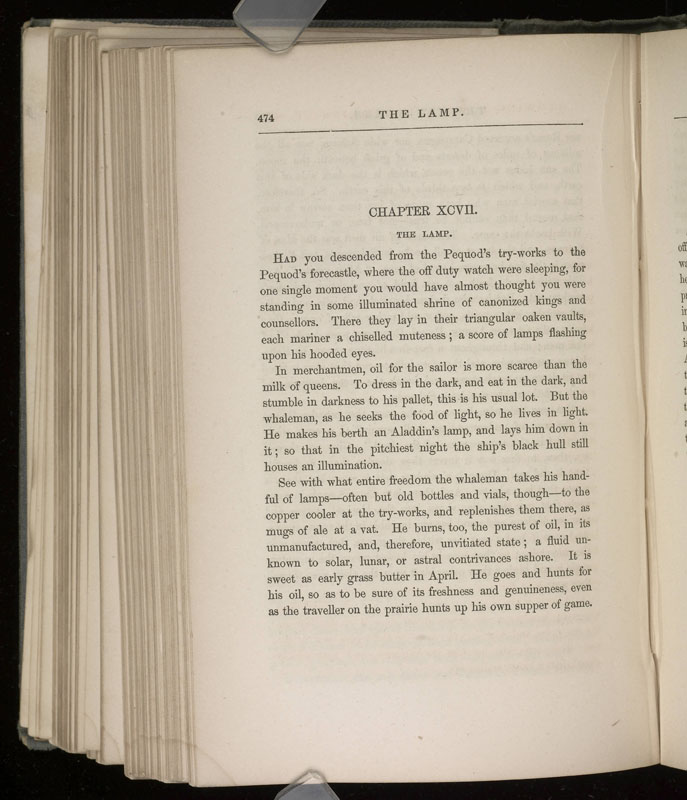 474
THE LAMP.
CHAPTER XCVII.
THE LAMP.
HAD you descended from the Pequod's try-works to the
Pequod's forecastle, where the off duty watch were sleeping, for
one single moment you would have almost thought you were
standing in some illuminated shrine of canonized kings and
counsellors. There they lay in their triangular oaken vaults,
each mariner a chiselled muteness; a score of lamps flashing
upon his hooded eyes.
In merchantmen, oil for the sailor is more scarce than the
milk of queens. To dress in the dark, and eat in the dark, and
stumble in darkness to his pallet, this is his usual lot. But the
whaleman, as he seeks the food of light, so he lives in light.
He makes his berth an Aladdin's lamp, and lays him down in
it; so that in the pitchiest night the ship's black hull still
houses an illumination.
See with what entire freedom the whaleman takes his hand-
ful of lamps—often but old bottles and vials, though—to the
copper cooler at the try-works, and replenishes them there, as
mugs of ale at a vat. He burns, too, the purest of oil, in its
unmanufactured, and, therefore, unvitiated state; a fluid un-
known to solar, lunar, or astral contrivances ashore. It is
sweet as early grass butter in April. He goes and hunts for
his oil, so as to be sure of its freshness and genuineness, even
as the traveller on the prairie hunts up his own supper of game.